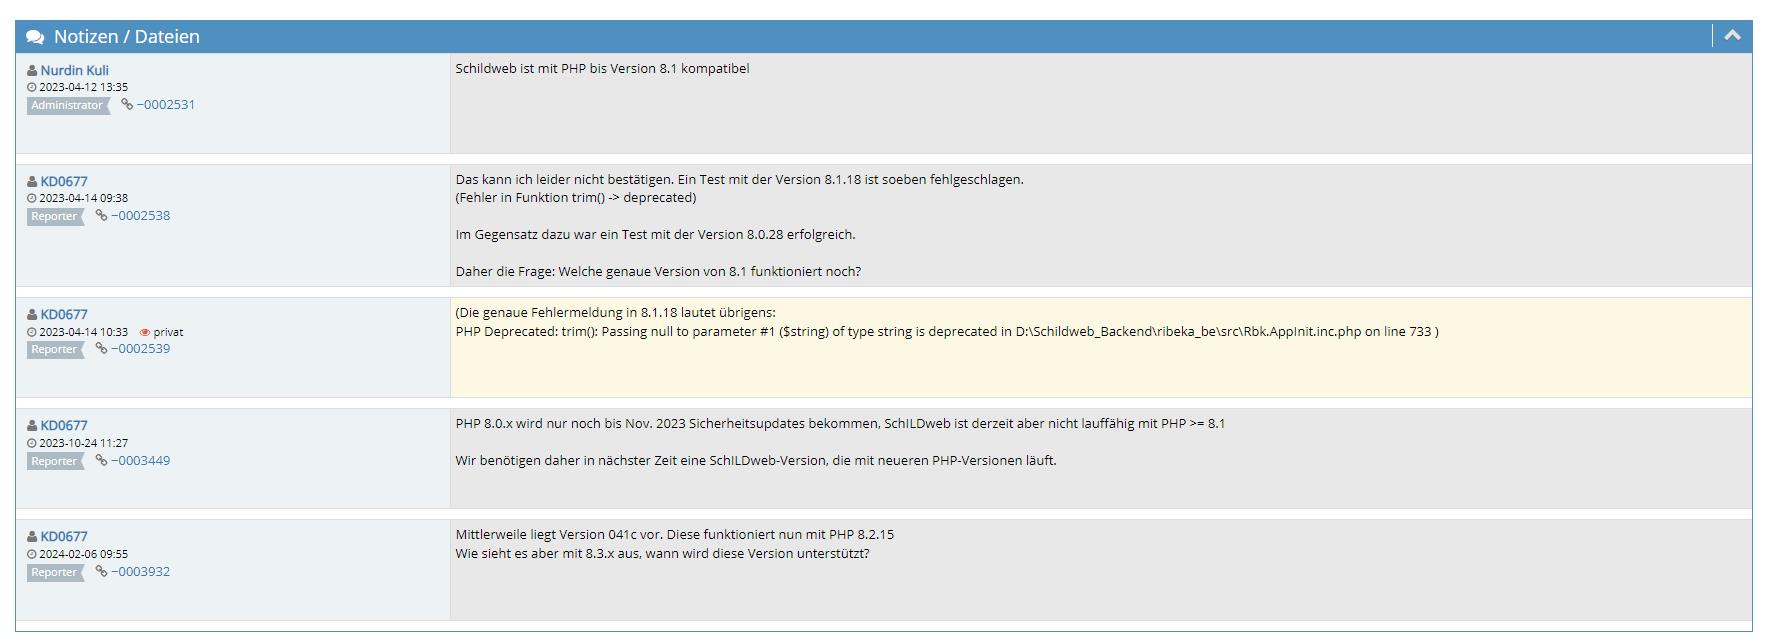 Notizen / Dateien
Nurdin Kuli
2023-04-12 13:35
Administrator ~0002531
Schildweb ist mit PHP bis Version 8.1 kompatibel
KD0677
2023-04-14 09:38
Reporter ~0002538
Das kann ich leider nicht bestätigen. Ein Test mit der Version 8.1.18 ist soeben fehlgeschlagen.
(Fehler in Funktion trim() -> deprecated)
Im Gegensatz dazu war ein Test mit der Version 8.0.28 erfolgreich.
Daher die Frage: Welche genaue Version von 8.1 funktioniert noch?
KD0677
2023-04-14 10:33 privat
Reporter ~0002539
(Die genaue Fehlermeldung in 8.1.18 lautet übrigens:
PHP Deprecated: trim(): Passing null to parameter #1 ($string) of type string is deprecated in D:\Schildweb_Backend\ribeka_be\src\Rbk.AppInit.inc.php on line 733 )
KD0677
2023-10-24 11:27
Reporter ~0003449
PHP 8.0.x wird nur noch bis Nov. 2023 Sicherheitsupdates bekommen, SchILDweb ist derzeit aber nicht lauffähig mit PHP >= 8.1
Wir benötigen daher in nächster Zeit eine SchILDweb-Version, die mit neueren PHP-Versionen läuft.
KD0677
2024-02-06 09:55
Reporter ~0003932
Mittlerweile liegt Version 041c vor. Diese funktioniert nun mit PHP 8.2.15
Wie sieht es aber mit 8.3.x aus, wann wird diese Version unterstützt?